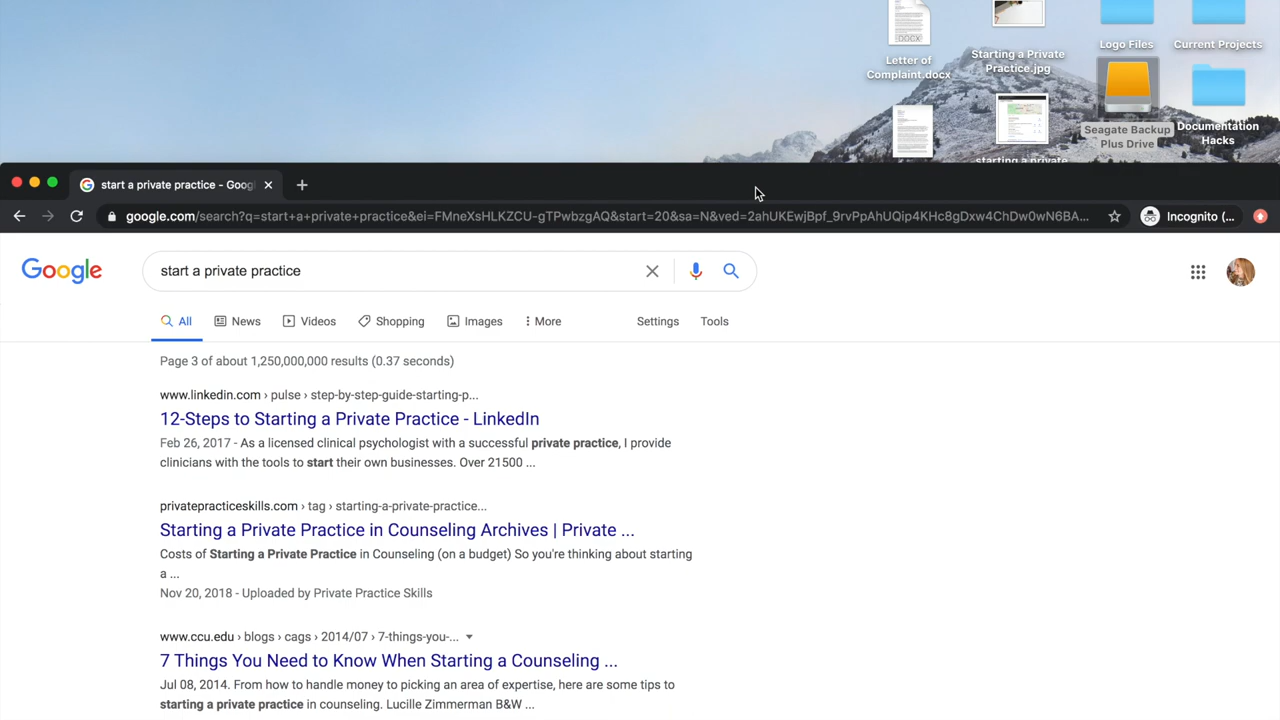 Letter of
Complaint.docx
Starting a Private
Practice.jpg
Logo Files
Current Projects
DOCX
Seagate Backup
Plus Drive
Documentation
Hacks
starting a private
start a private practice - Goog
google.com/search?q=start+a+private+practice&ei=FMneXsHLKZCU-gTPwbzgAQ&start=20&sa=N&ved=2ahUKEwjBpf_9rvPpAhUQip4KHc8gDxw4ChDw0wN6BA...
Incognito (...
Google
start a private practice
All
News
Videos
Shopping
Images
More
Settings
Tools
Page 3 of about 1,250,000,000 results (0.37 seconds)
www.linkedin.com › pulse › step-by-step-guide-starting-p...
12-Steps to Starting a Private Practice - LinkedIn
Feb 26, 2017 - As a licensed clinical psychologist with a successful private practice, I provide
clinicians with the tools to start their own businesses. Over 21500 ...
privatepracticeskills.com › tag › starting-a-private-practice...
Starting a Private Practice in Counseling Archives | Private ...
Costs of Starting a Private Practice in Counseling (on a budget) So you're thinking about starting
a ...
Nov 20, 2018 - Uploaded by Private Practice Skills
www.ccu.edu › blogs › cags › 2014/07 › 7-things-you-...
7 Things You Need to Know When Starting a Counseling ...
Jul 08, 2014. From how to handle money to picking an area of expertise, here are some tips to
starting a private practice in counseling. Lucille Zimmerman B&W ...